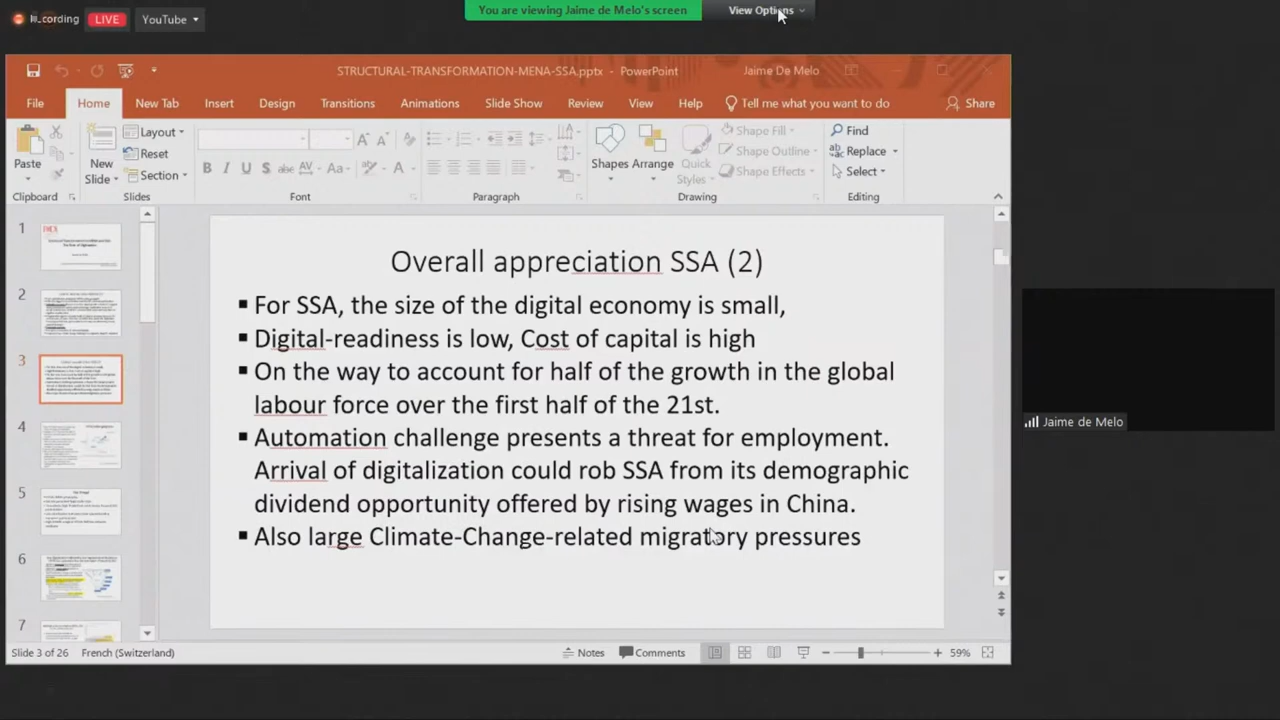 LIVE
YouTube
You are viewing Jaime de Melo's screen
View Options
STRUCTURAL-TRANSFORMATION-MENA-SSA.pptx - PowerPoint
Jaime De Melo
File Home New Tab Insert Design Transitions Animations Slide Show Review View Help Tell me what you want to do Share
Paste
New
Slide
Layout
Reset
Section
Shapes Arrange Quick
Styles
Shape Fill
Shape Outline
Shape Effects
Find
Replace
Select
Clipboard Slides Font Paragraph Drawing Editing
1
2
3
4
5
6
7
Overall appreciation SSA (2)
▪ For SSA, the size of the digital economy is small,
▪ Digital-readiness is low, Cost of capital is high
▪ On the way to account for half of the growth in the global
labour force over the first half of the 21st.
▪ Automation challenge presents a threat for employment.
Arrival of digitalization could rob SSA from its demographic
dividend opportunity offered by rising wages in China.
▪ Also large Climate-Change-related migratory pressures
Jaime de Melo
Slide 3 of 26 French (Switzerland) Notes Comments 59%